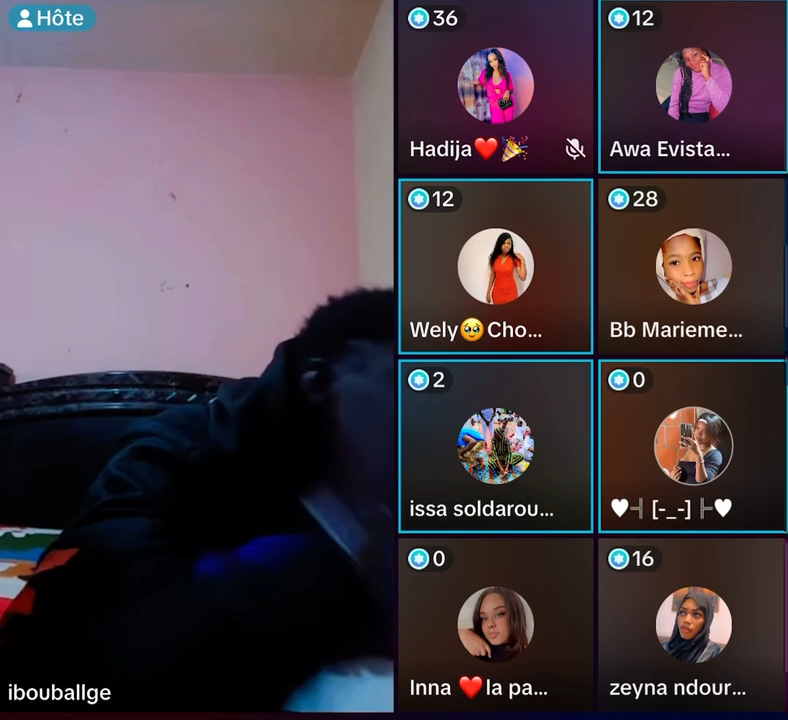 Hôte
36
Hadija❤️🎉
12
Awa Evista...
12
Wely🥹Cho...
28
Bb Marieme...
2
issa soldarou...
0
♥╣[-_-]╠♥
0
Inna ❤️la pa...
16
zeyna ndour...
ibouballge